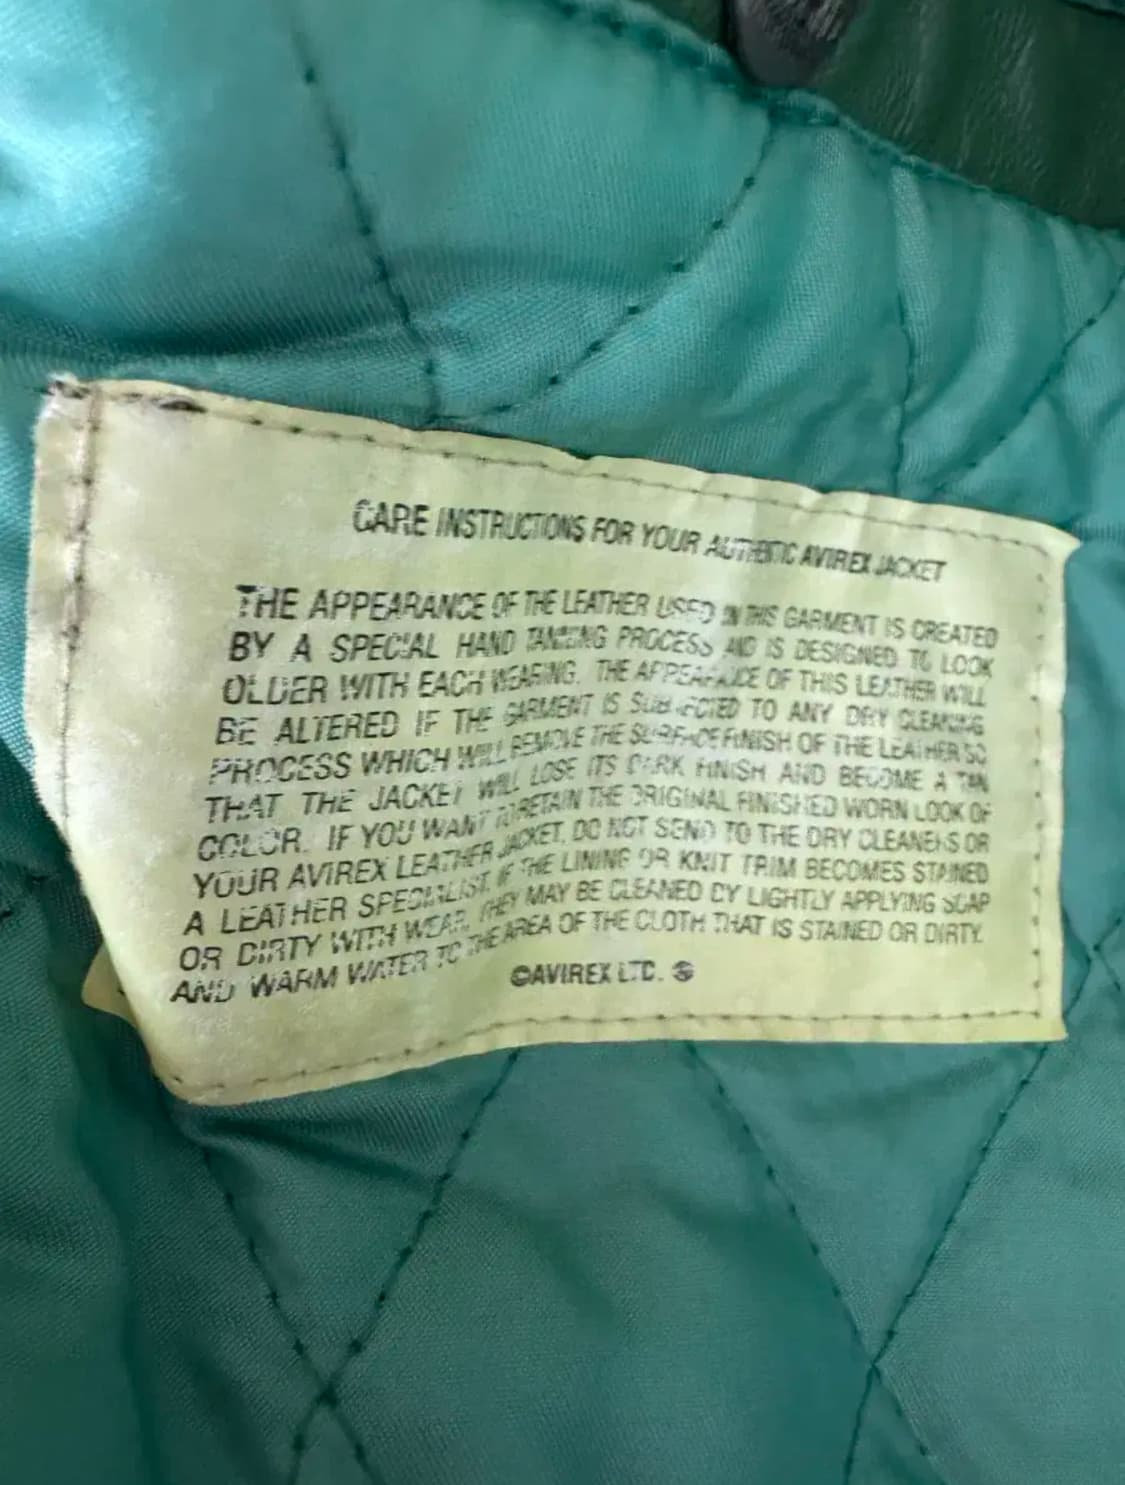 CARE INSTRUCTIONS FOR YOUR AUTHENTIC AVIREX JACKET
THE APPEARANCE OF THE LEATHER USED IN THIS GARMENT IS CREATED
BY A SPECIAL HAND TANNING PROCESS AND IS DESIGNED TO LOOK
OLDER WITH EACH WEARING. THE APPEARANCE OF THIS LEATHER WILL
BE ALTERED IF THE GARMENT IS SUBJECTED TO ANY DRY CLEANING
PROCESS WHICH WILL REMOVE THE SURFACE FINISH OF THE LEATHER SO
THAT THE JACKET WILL LOSE ITS DARK FINISH AND BECOME A TAN
COLOR. IF YOU WANT TO RETAIN THE ORIGINAL FINISHED WORN LOOK OF
YOUR AVIREX LEATHER JACKET, DO NOT SEND TO THE DRY CLEANERS OR
A LEATHER SPECIALIST. IF THE LINING OR KNIT TRIM BECOMES STAINED
OR DIRTY WITH WEAR, THEY MAY BE CLEANED BY LIGHTLY APPLYING SOAP
AND WARM WATER TO THE AREA OF THE CLOTH THAT IS STAINED OR DIRTY.
©AVIREX LTD.